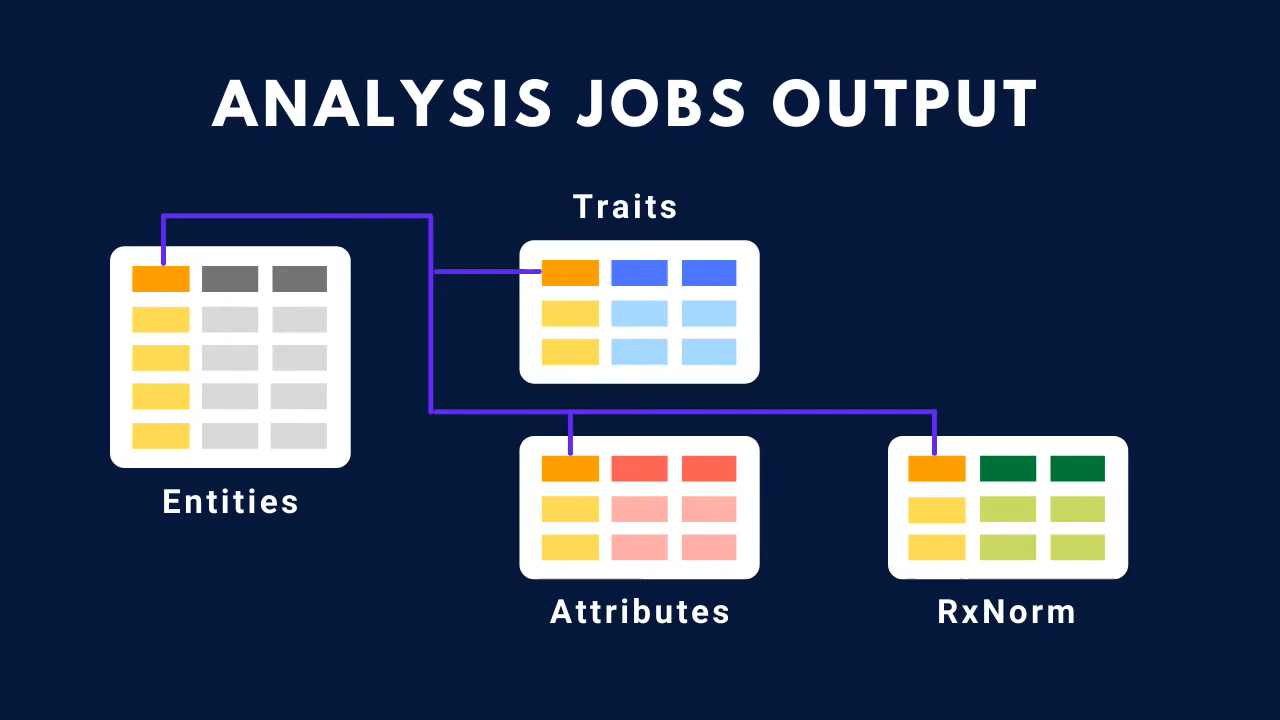 ANALYSIS JOBS OUTPUT
Traits
Entities
Attributes
RxNorm